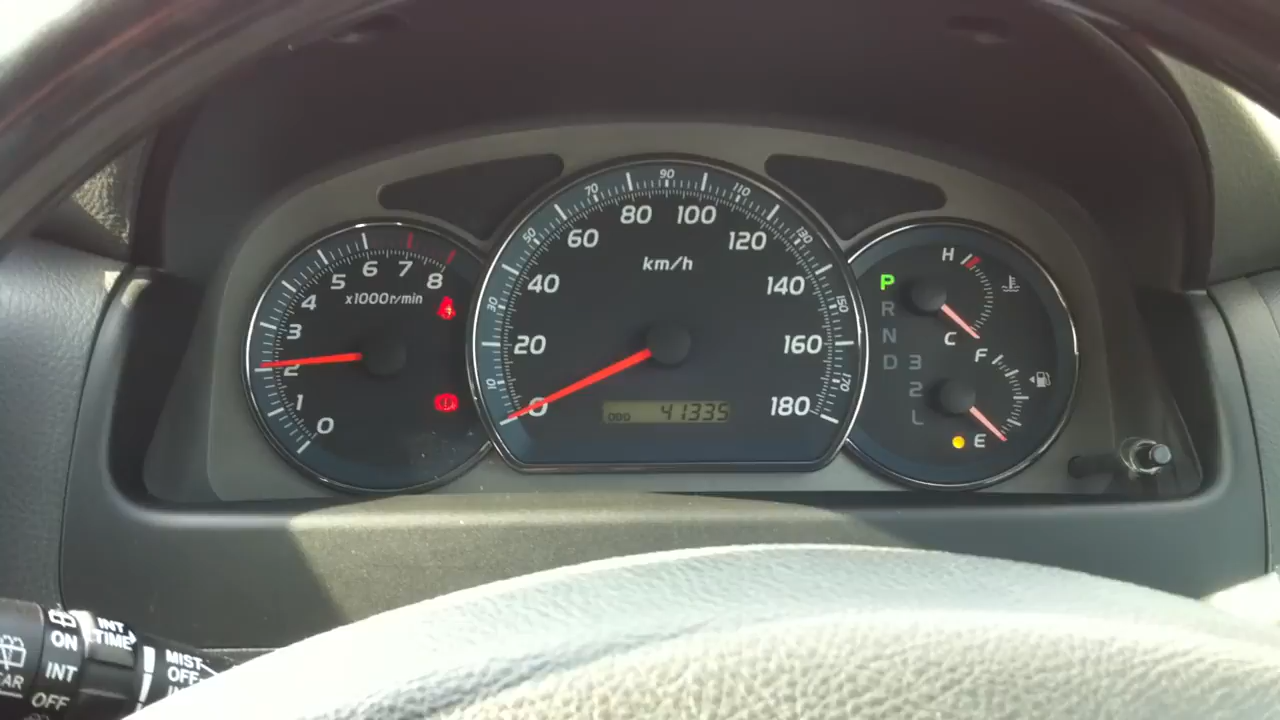 0 1 2 3 4 5 6 7 8
x1000r/min
0 20 40 60 80 100 120 140 160 180
10 30 50 70 90 110 130 150 170
km/h
ODO 41335
P
R
N
D 3
2
L
H
C
F
E
ON
INT
OFF
INT
TIME
MIST
OFF